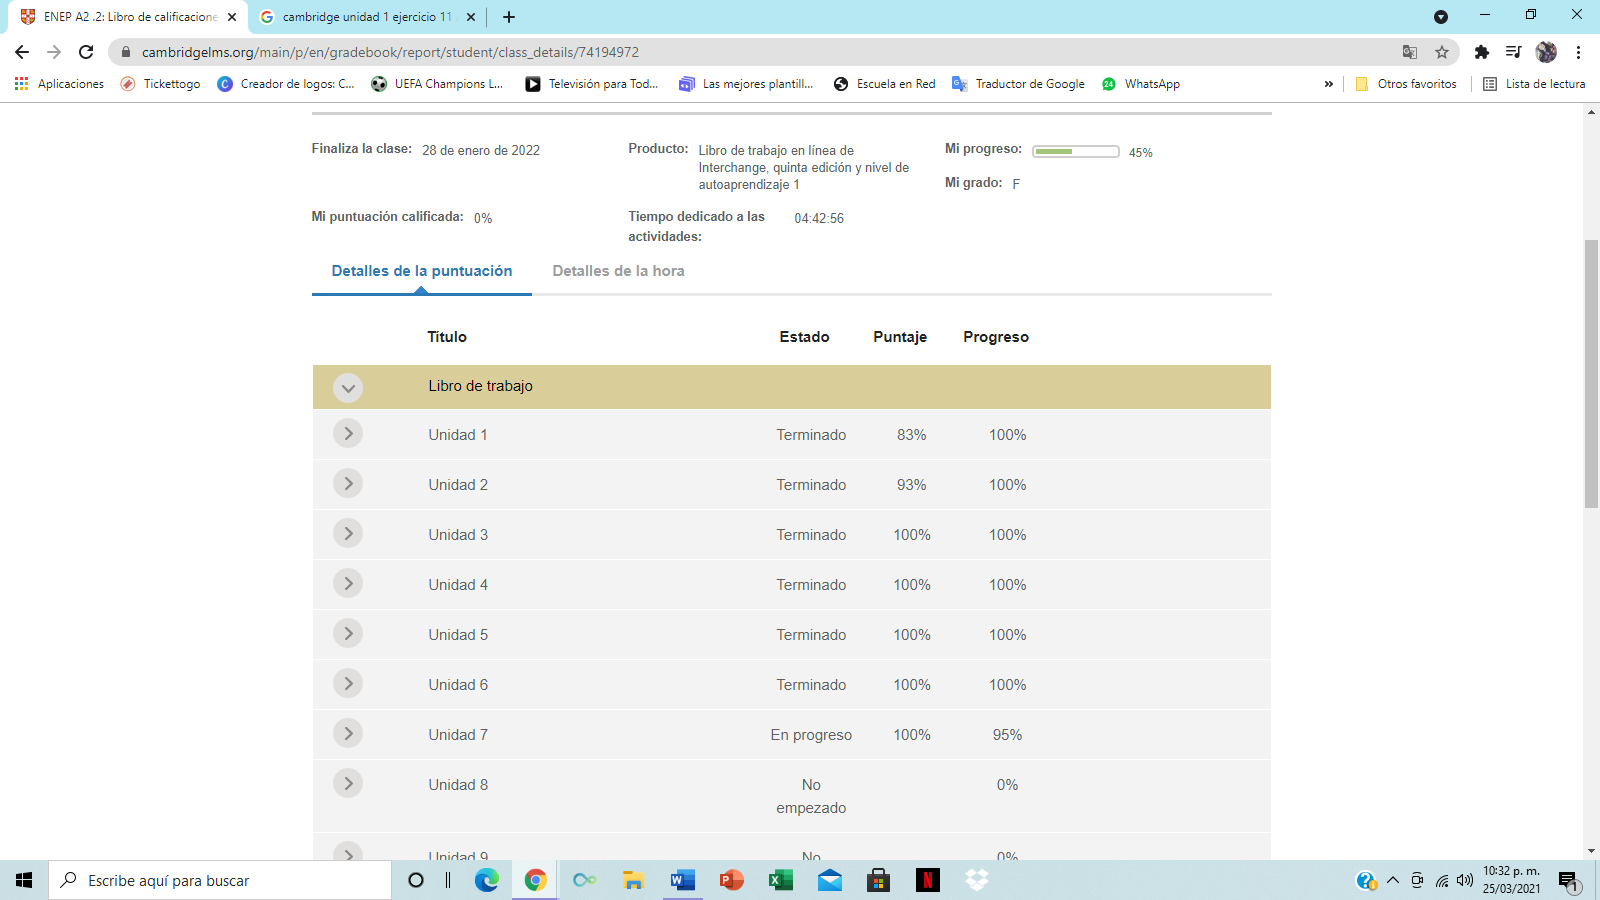 ENEP A2 .2: Libro de calificacione
cambridge unidad 1 ejercicio 11
cambridgelms.org/main/p/en/gradebook/report/student/class_details/74194972
Aplicaciones Tickettogo Creador de logos: C... UEFA Champions L... Televisión para Tod... Las mejores plantill... Escuela en Red Traductor de Google 24 WhatsApp » Otros favoritos Lista de lectura
Finaliza la clase: 28 de enero de 2022
Producto: Libro de trabajo en línea de
Interchange, quinta edición y nivel de
autoaprendizaje 1
Mi progreso: 45%
Mi grado: F
Mi puntuación calificada: 0%
Tiempo dedicado a las 04:42:56
actividades:
Detalles de la puntuación Detalles de la hora
Título Estado Puntaje Progreso
Libro de trabajo
Unidad 1 Terminado 83% 100%
Unidad 2 Terminado 93% 100%
Unidad 3 Terminado 100% 100%
Unidad 4 Terminado 100% 100%
Unidad 5 Terminado 100% 100%
Unidad 6 Terminado 100% 100%
Unidad 7 En progreso 100% 95%
Unidad 8 No 0%
empezado
Unidad 9 No 0%
Escribe aquí para buscar
10:32 p. m.
25/03/2021
1